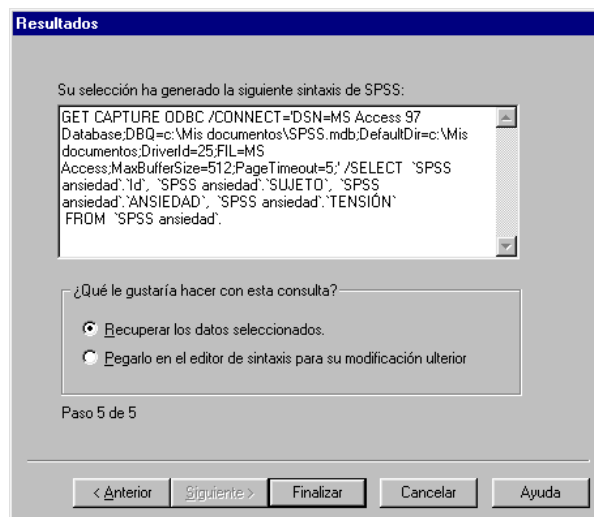 Resultados
Su selección ha generado la siguiente sintaxis de SPSS:
GET CAPTURE ODBC /CONNECT='DSN=MS Access 97
Database;DBQ=c:\Mis documentos\SPSS.mdb;DefaultDir=c:\Mis
documentos;DriverId=25;FIL=MS
Access;MaxBufferSize=512;PageTimeout=5;' /SELECT `SPSS
ansiedad`.`Id`, `SPSS ansiedad`.`SUJETO`, `SPSS
ansiedad`.`ANSIEDAD`, `SPSS ansiedad`.`TENSIÓN`
FROM `SPSS ansiedad`.
¿Qué le gustaría hacer con esta consulta?
Recuperar los datos seleccionados.
Pegarlo en el editor de sintaxis para su modificación ulterior
Paso 5 de 5
< Anterior Siguiente > Finalizar Cancelar Ayuda